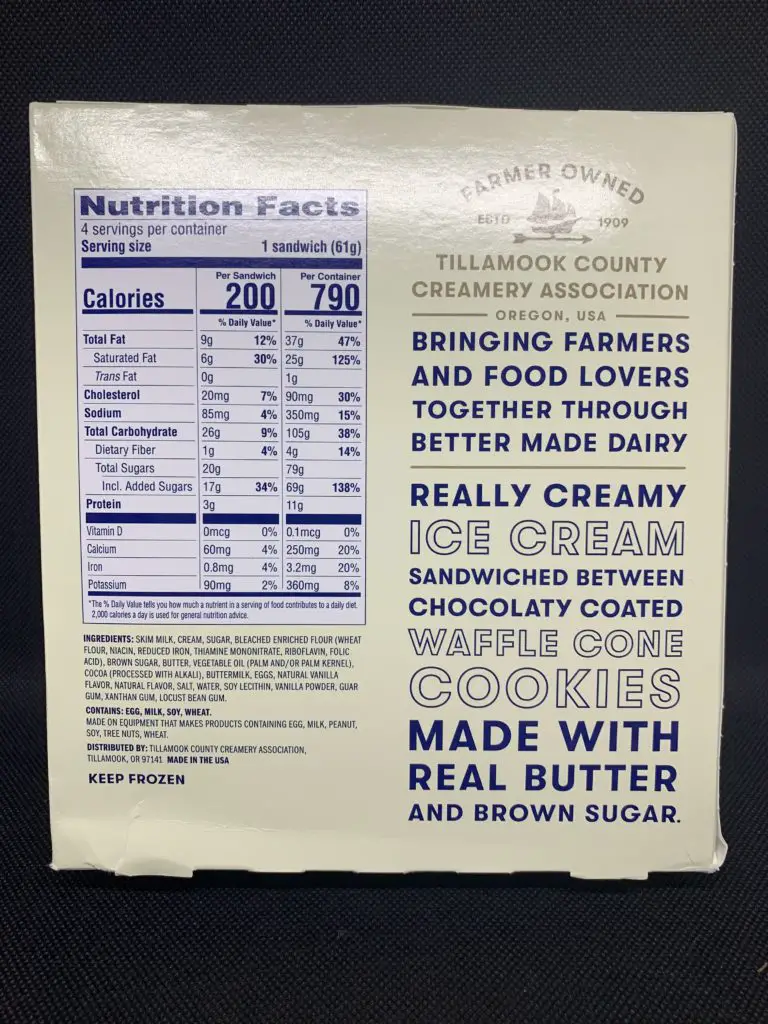 Nutrition Facts
4 servings per container
Serving size 1 sandwich (61g)
Per Sandwich Per Container
Calories 200 790
% Daily Value* % Daily Value*
Total Fat 9g 12% 37g 47%
Saturated Fat 6g 30% 25g 125%
Trans Fat 0g 1g
Cholesterol 20mg 7% 90mg 30%
Sodium 85mg 4% 350mg 15%
Total Carbohydrate 26g 9% 105g 38%
Dietary Fiber 1g 4% 4g 14%
Total Sugars 20g 79g
Incl. Added Sugars 17g 34% 69g 138%
Protein 3g 11g
Vitamin D 0mcg 0% 0.1mcg 0%
Calcium 60mg 4% 250mg 20%
Iron 0.8mg 4% 3.2mg 20%
Potassium 90mg 2% 360mg 8%
*The % Daily Value tells you how much a nutrient in a serving of food contributes to a daily diet.
2,000 calories a day is used for general nutrition advice.
INGREDIENTS: SKIM MILK, CREAM, SUGAR, BLEACHED ENRICHED FLOUR (WHEAT
FLOUR, NIACIN, REDUCED IRON, THIAMINE MONONITRATE, RIBOFLAVIN, FOLIC
ACID), BROWN SUGAR, BUTTER, VEGETABLE OIL (PALM AND/OR PALM KERNEL),
COCOA (PROCESSED WITH ALKALI), BUTTERMILK, EGGS, NATURAL VANILLA
FLAVOR, NATURAL FLAVOR, SALT, WATER, SOY LECITHIN, VANILLA POWDER, GUAR
GUM, XANTHAN GUM, LOCUST BEAN GUM.
CONTAINS: EGG, MILK, SOY, WHEAT.
MADE ON EQUIPMENT THAT MAKES PRODUCTS CONTAINING EGG, MILK, PEANUT,
SOY, TREE NUTS, WHEAT.
DISTRIBUTED BY: TILLAMOOK COUNTY CREAMERY ASSOCIATION,
TILLAMOOK, OR 97141 MADE IN THE USA
KEEP FROZEN
FARMER OWNED
ESTD 1909
TILLAMOOK COUNTY
CREAMERY ASSOCIATION
OREGON, USA
BRINGING FARMERS
AND FOOD LOVERS
TOGETHER THROUGH
BETTER MADE DAIRY
REALLY CREAMY
ICE CREAM
SANDWICHED BETWEEN
CHOCOLATY COATED
WAFFLE CONE
COOKIES
MADE WITH
REAL BUTTER
AND BROWN SUGAR.